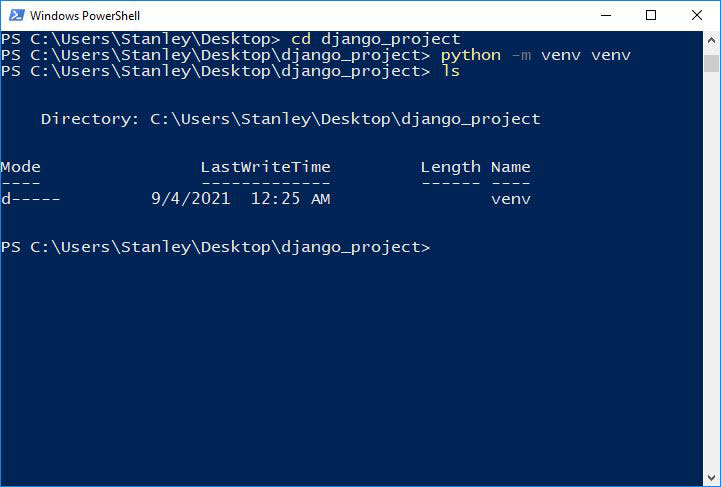 Windows PowerShell
PS C:\Users\Stanley\Desktop> cd django_project
PS C:\Users\Stanley\Desktop\django_project> python -m venv venv
PS C:\Users\Stanley\Desktop\django_project> ls
Directory: C:\Users\Stanley\Desktop\django_project
Mode                LastWriteTime         Length Name
----                -------------         ------ ----
d-----         9/4/2021  12:25 AM                venv
PS C:\Users\Stanley\Desktop\django_project>